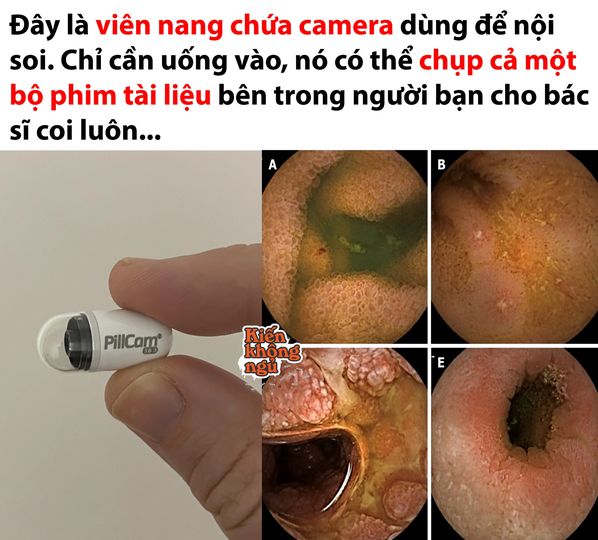 Đây là viên nang chứa camera dùng để nội
soi. Chỉ cần uống vào, nó có thể chụp cả một
bộ phim tài liệu bên trong người bạn cho bác
sĩ coi luôn...
A
B
PillCam
Kiến
không
ngủ
E